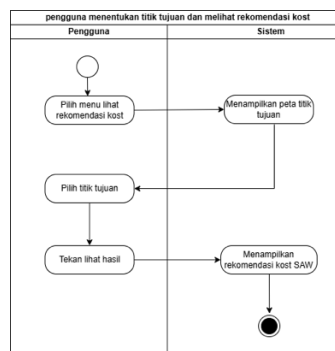 pengguna menentukan titik tujuan dan melihat rekomendasi kost
Pengguna
Sistem
Pilih menu lihat
rekomendasi kost
Menampilkan peta titik
tujuan
Pilih titik tujuan
Tekan lihat hasil
Menampilkan
rekomendasi kost SAW